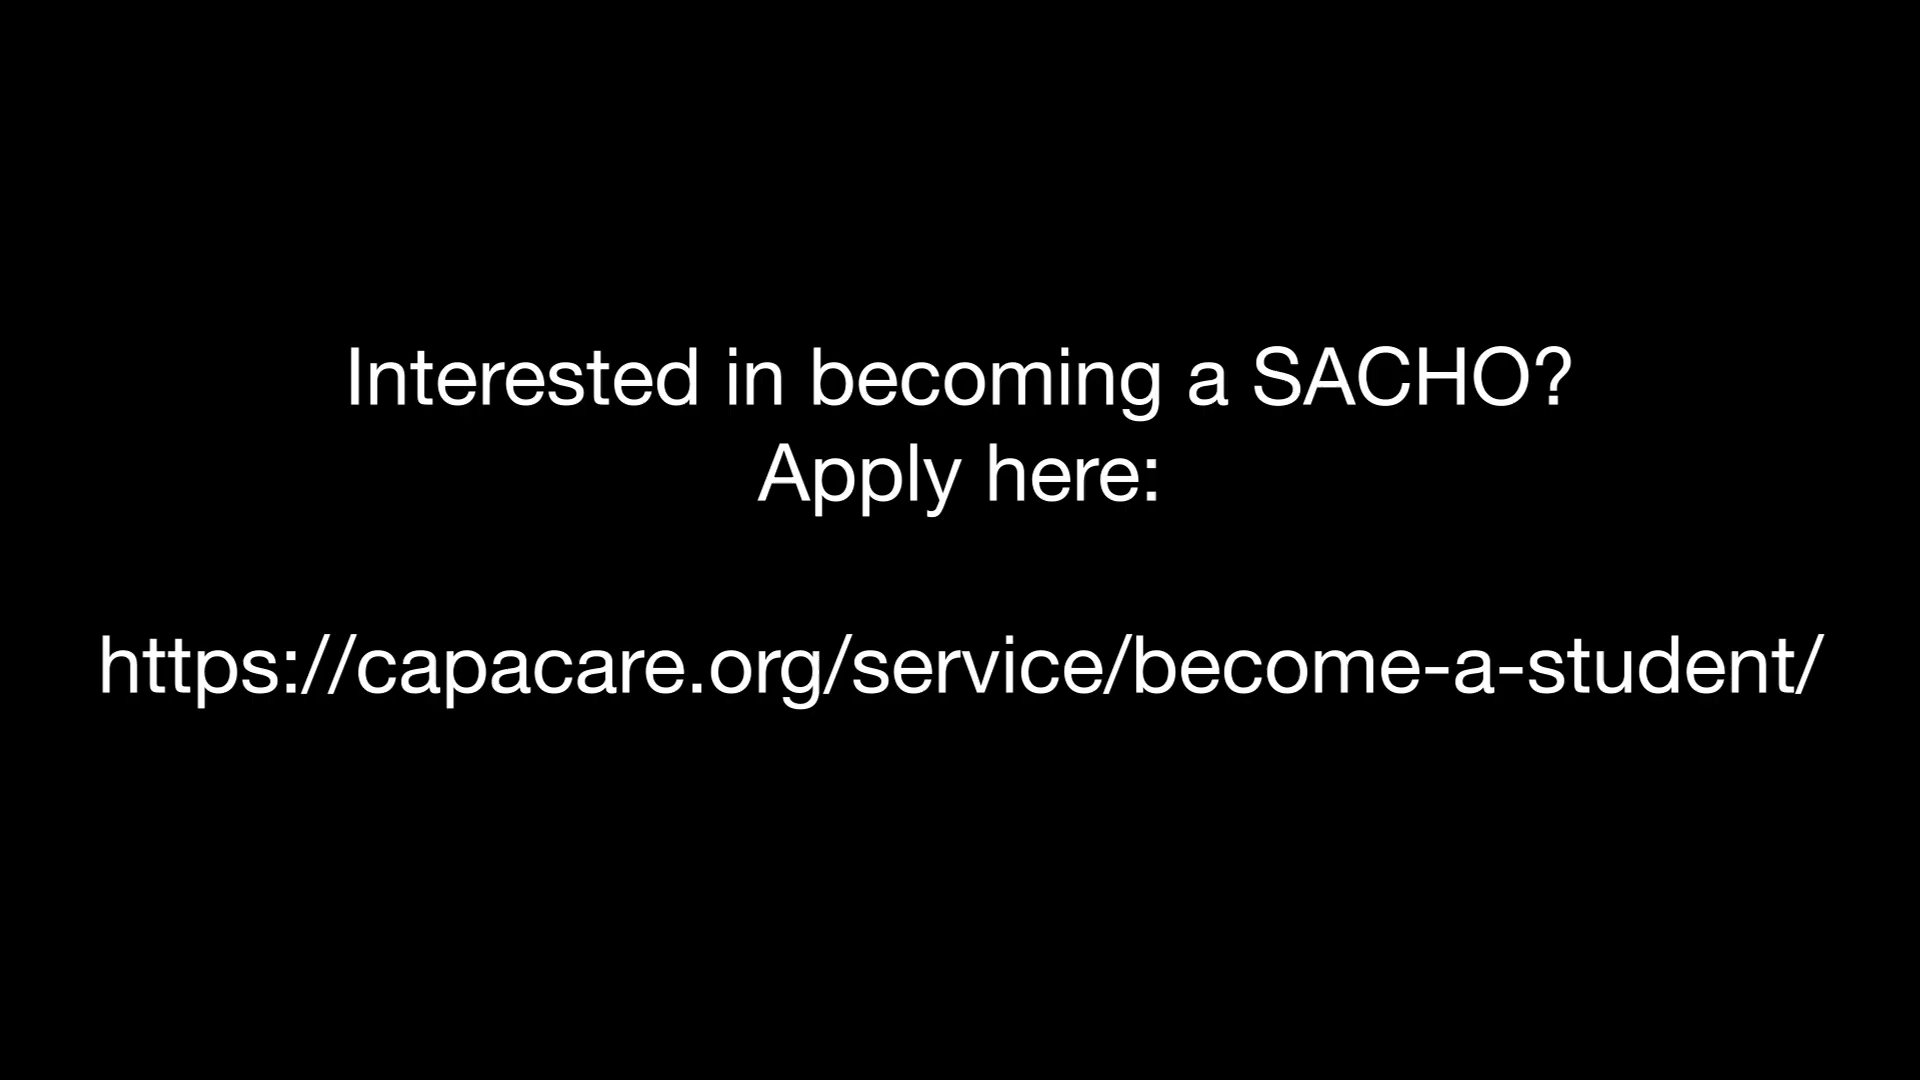 Interested in becoming a SACHO?
Apply here:
https://capacare.org/service/become-a-student/